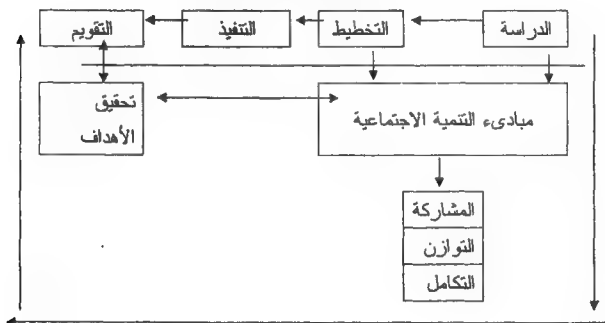 الدراسة
التخطيط
التنفيذ
التقويم
مبادىء التنمية الاجتماعية
تحقيق
الأهداف
المشاركة
التوازن
التكامل